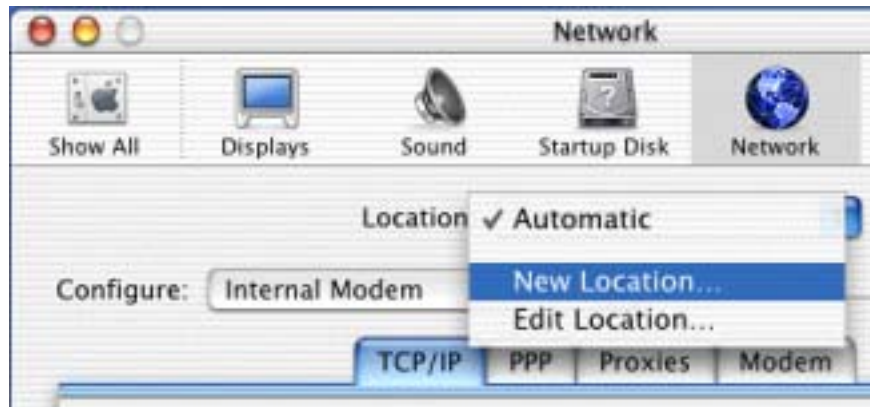 Network
Show All Displays Sound Startup Disk Network
Location ✓ Automatic
New Location...
Configure: Internal Modem
Edit Location...
TCP/IP PPP Proxies Modem